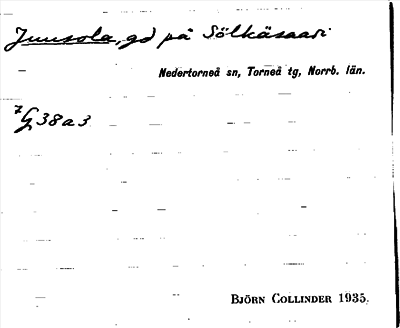 Juusola, gd på Sölkäsaari
Nedertorneå sn, Torneå tg, Norrb. län.
7G38a3
BJÖRN COLLINDER 1935.